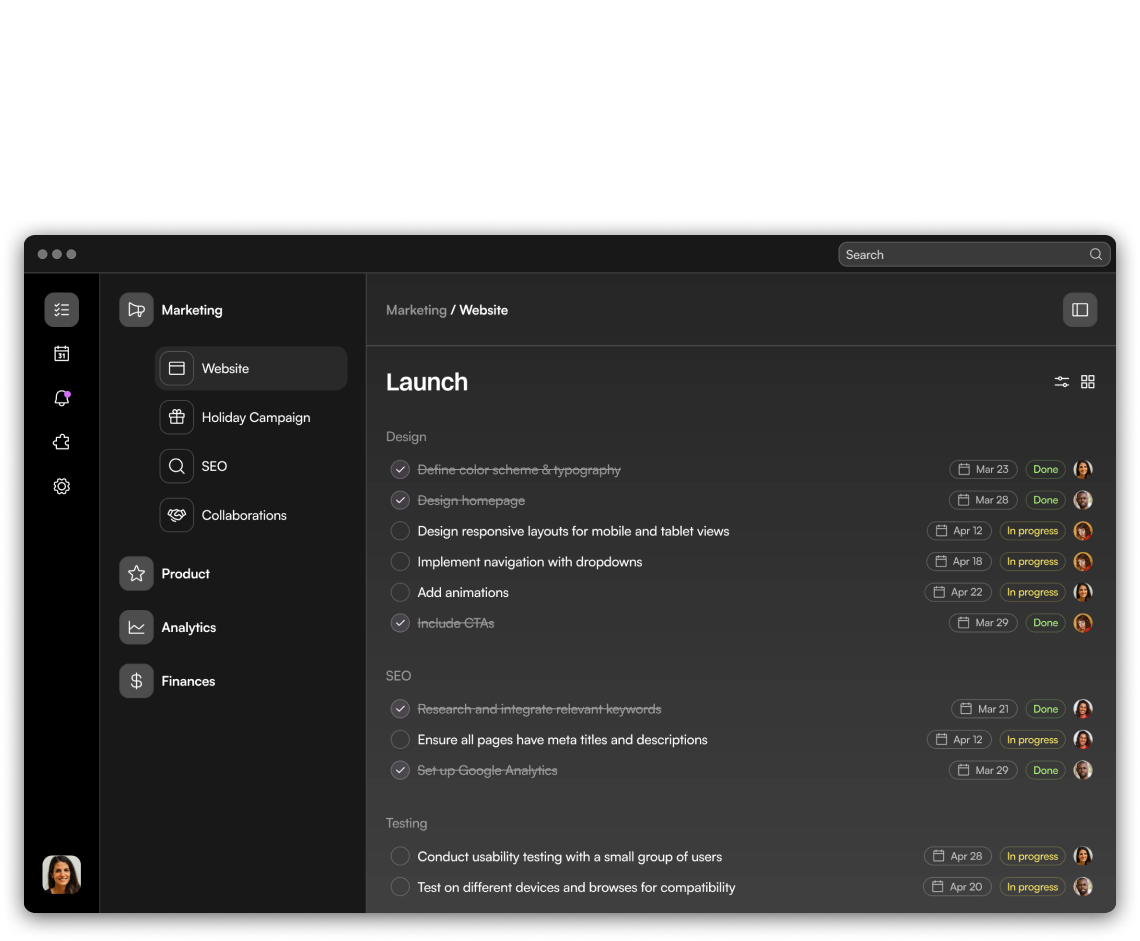 Search
31
Marketing
Marketing / Website
Website
Holiday Campaign
SEO
Collaborations
Product
Analytics
Finances
Launch
Design
Define color scheme & typography Mar 23 Done
Design homepage Mar 28 Done
Design responsive layouts for mobile and tablet views Apr 12 In progress
Implement navigation with dropdowns Apr 18 In progress
Add animations Apr 22 In progress
Include CTAs Mar 29 Done
SEO
Research and integrate relevant keywords Mar 21 Done
Ensure all pages have meta titles and descriptions Apr 12 In progress
Set up Google Analytics Mar 29 Done
Testing
Conduct usability testing with a small group of users Apr 28 In progress
Test on different devices and browses for compatibility Apr 20 In progress